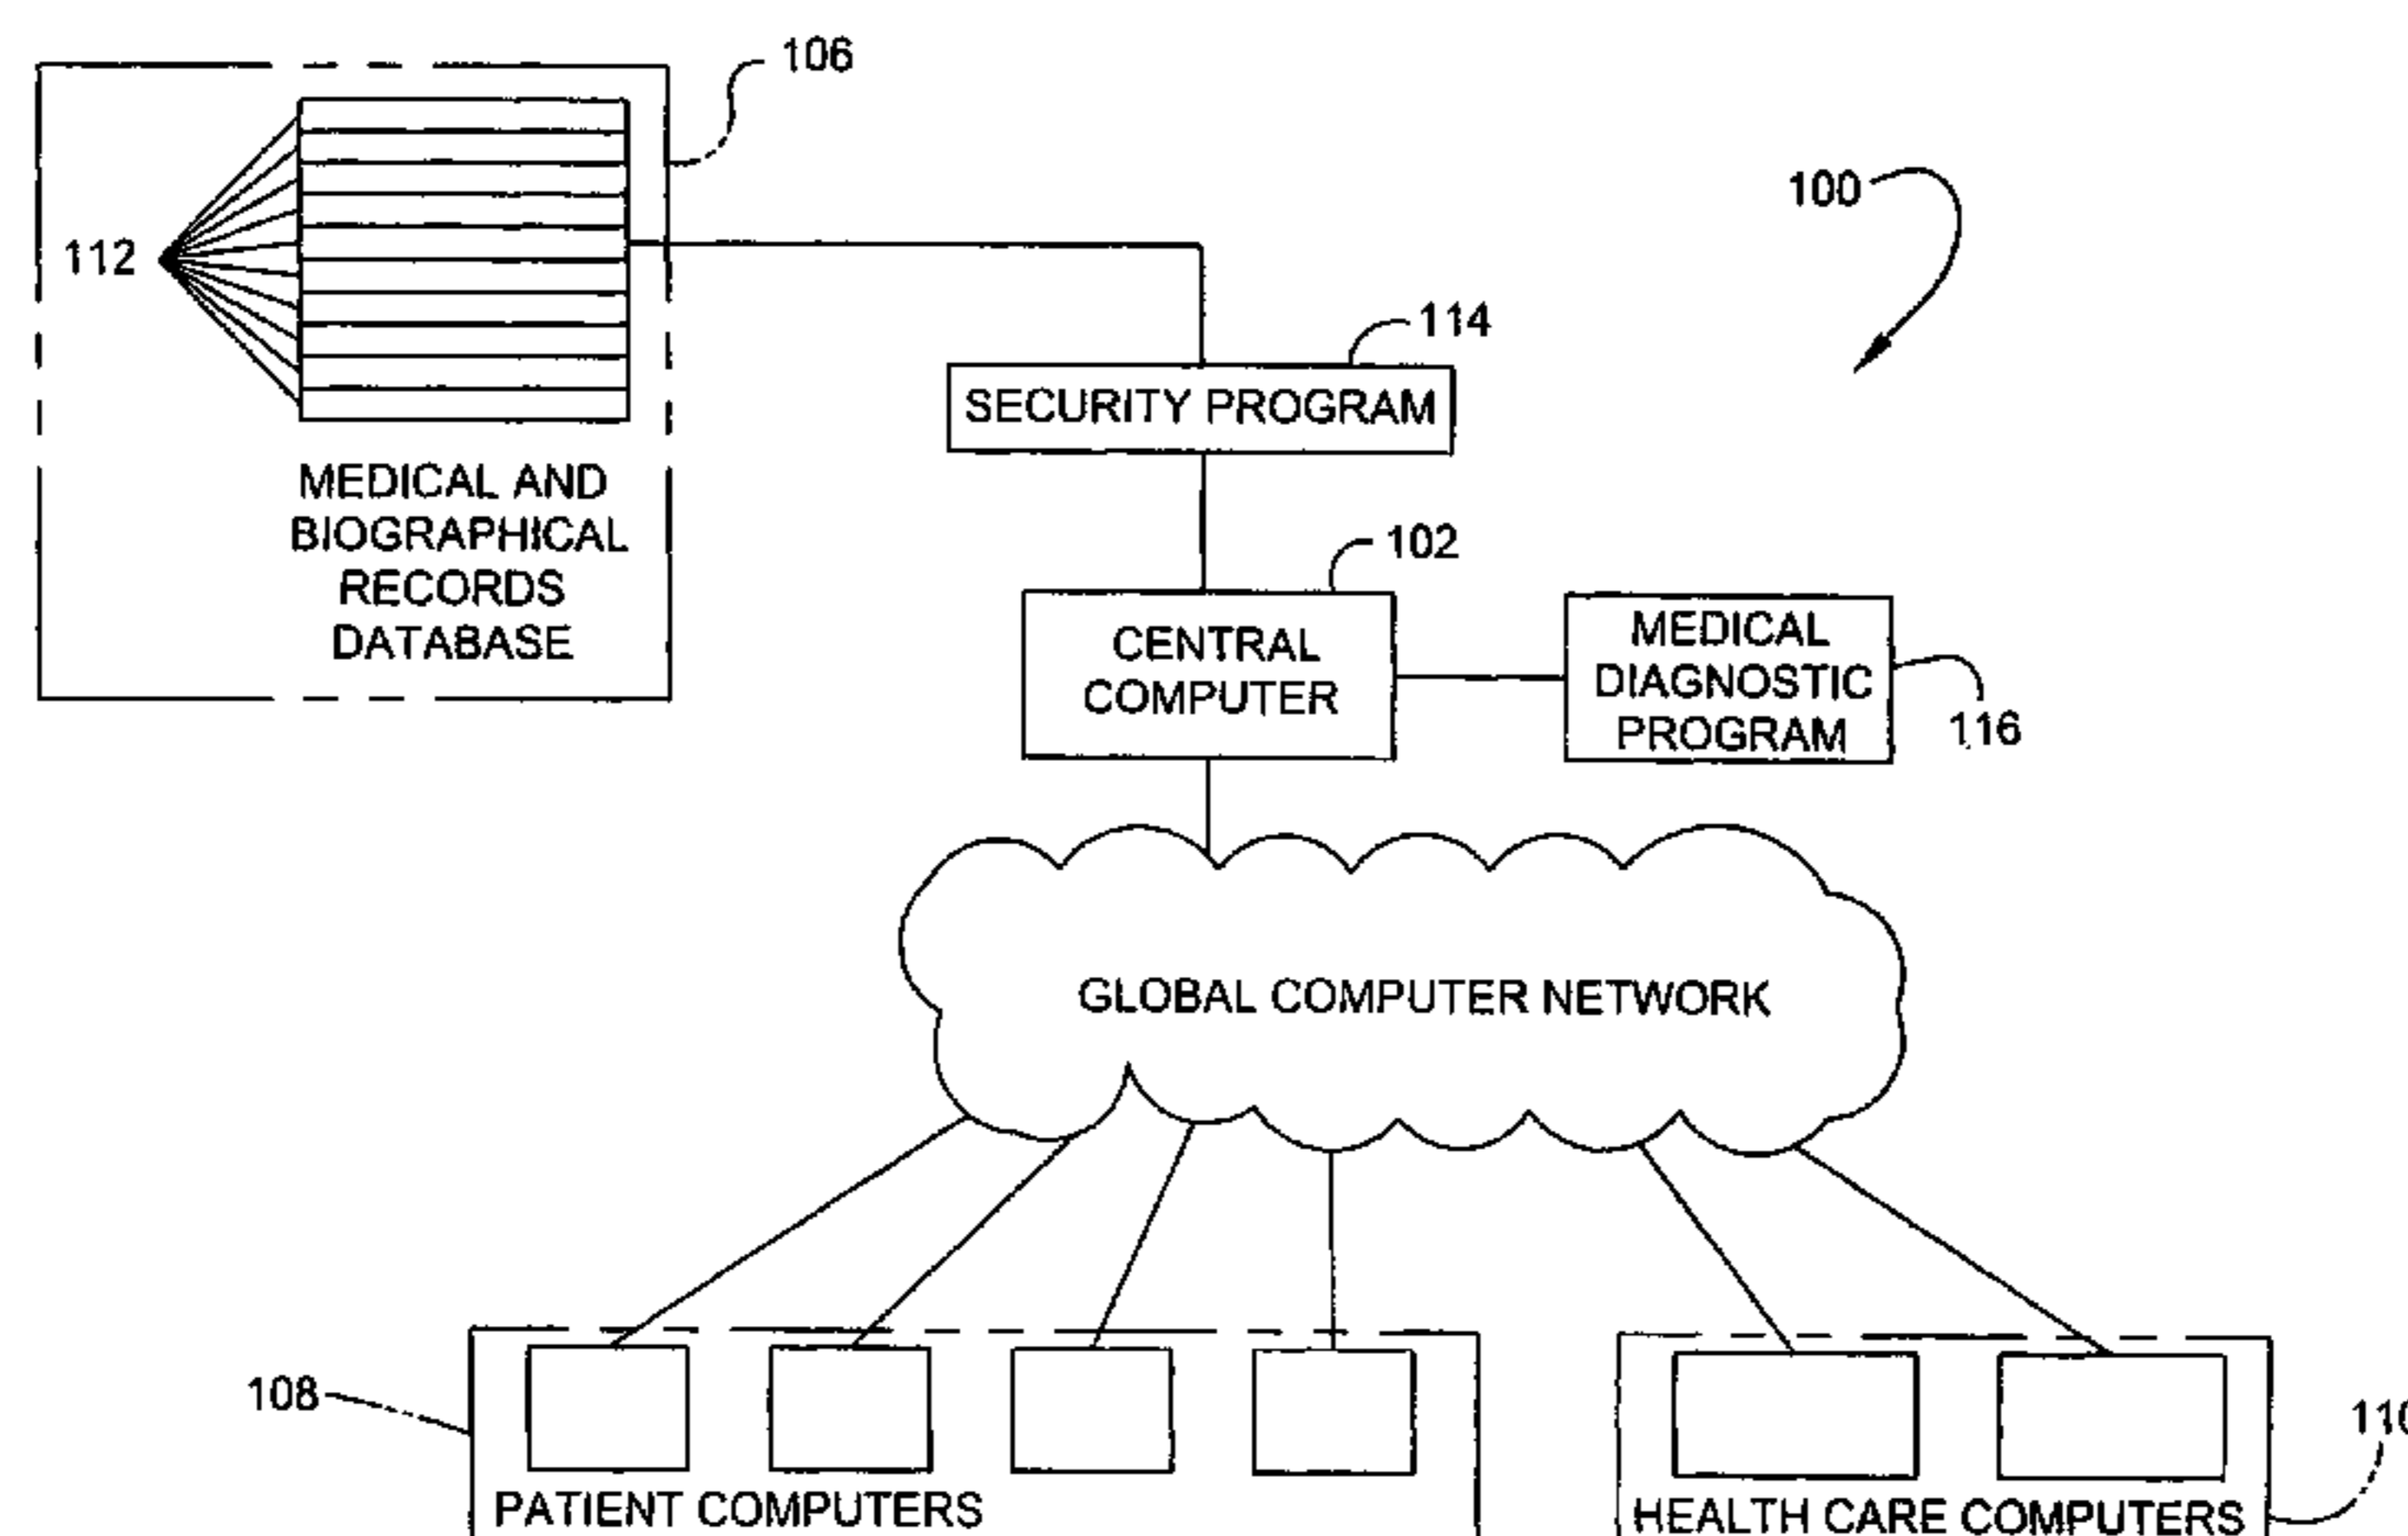 106
100
112
114
SECURITY PROGRAM
MEDICAL AND
BIOGRAPHICAL
RECORDS
DATABASE
102
CENTRAL
COMPUTER
MEDICAL
DIAGNOSTIC
PROGRAM
116
GLOBAL COMPUTER NETWORK
108
110
PATIENT COMPUTERS
HEALTH CARE COMPUTERS